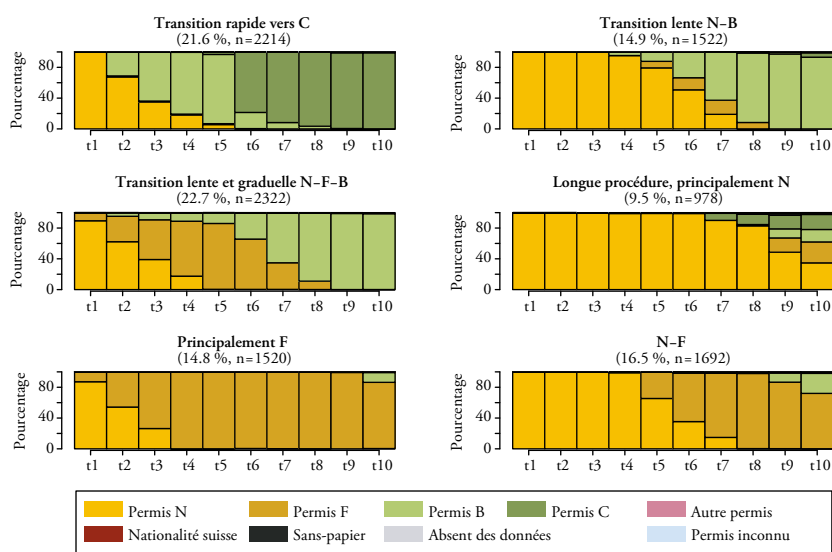 Transition rapide vers C
(21.6 %, n=2214)
Pourcentage
80
40
0
t1 t2 t3 t4 t5 t6 t7 t8 t9 t10
Transition lente N–B
(14.9 %, n=1522)
Pourcentage
80
40
0
t1 t2 t3 t4 t5 t6 t7 t8 t9 t10
Transition lente et graduelle N–F–B
(22.7 %, n=2322)
Pourcentage
80
40
0
t1 t2 t3 t4 t5 t6 t7 t8 t9 t10
Longue procédure, principalement N
(9.5 %, n=978)
Pourcentage
80
40
0
t1 t2 t3 t4 t5 t6 t7 t8 t9 t10
Principalement F
(14.8 %, n=1520)
Pourcentage
80
40
0
t1 t2 t3 t4 t5 t6 t7 t8 t9 t10
N–F
(16.5 %, n=1692)
Pourcentage
80
40
0
t1 t2 t3 t4 t5 t6 t7 t8 t9 t10
Permis N Permis F Permis B Permis C Autre permis
Nationalité suisse Sans-papier Absent des données Permis inconnu